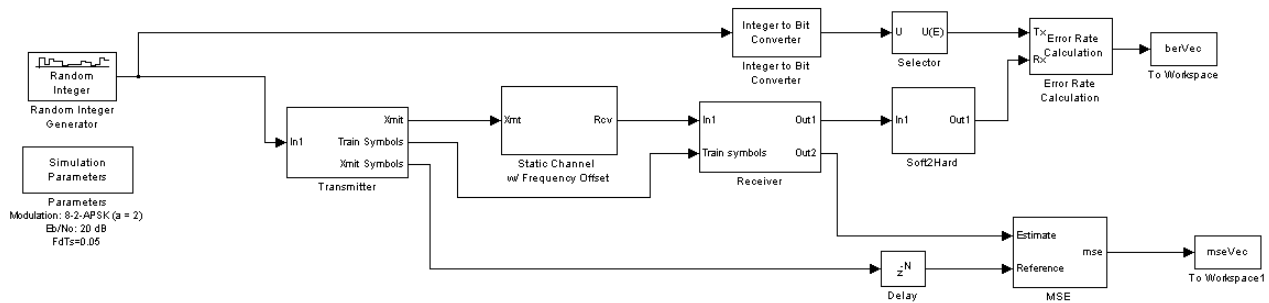 Random
Integer
Random Integer
Generator
Simulation
Parameters
Parameters
Modulation: 8-2-APSK (a = 2)
Eb/No: 20 dB
FdTs=0.05
In1
Xmit
Train Symbols
Xmit Symbols
Transmitter
Xmt
Rcv
Static Channel
w/ Frequency Offset
Integer to Bit
Converter
Integer to Bit
Converter
U
U(E)
Selector
Tx
Rx
Error Rate
Calculation
Error Rate
Calculation
berVec
To Workspace
In1
Train symbols
Out1
Out2
Receiver
In1
Out1
Soft2Hard
z-N
Delay
Estimate
Reference
mse
MSE
mseVec
To Workspace1